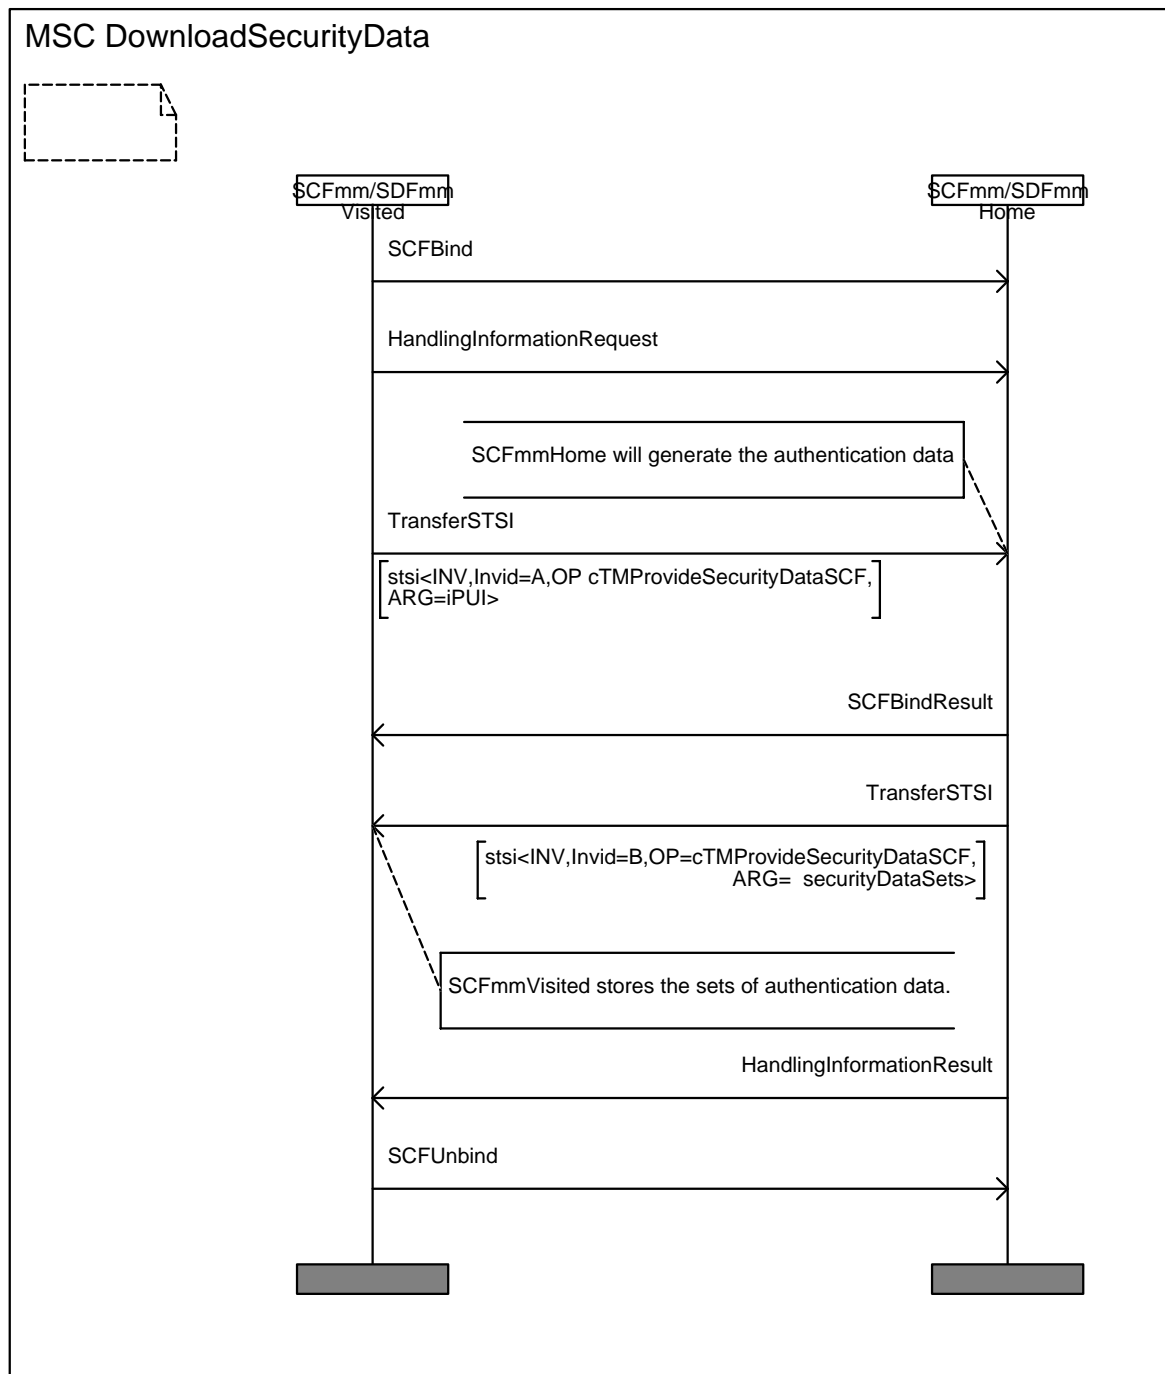 MSC DownloadSecurityData
SCFmm/SDFmm
Visited
SCFmm/SDFmm
Home
SCFBind
HandlingInformationRequest
SCFmmHome will generate the authentication data
TransferSTSI
stsi<INV,Invid=A,OP cTMProvideSecurityDataSCF,
ARG=iPUI>
SCFBindResult
TransferSTSI
stsi<INV,Invid=B,OP=cTMProvideSecurityDataSCF,
ARG= securityDataSets>
SCFmmVisited stores the sets of authentication data.
HandlingInformationResult
SCFUnbind